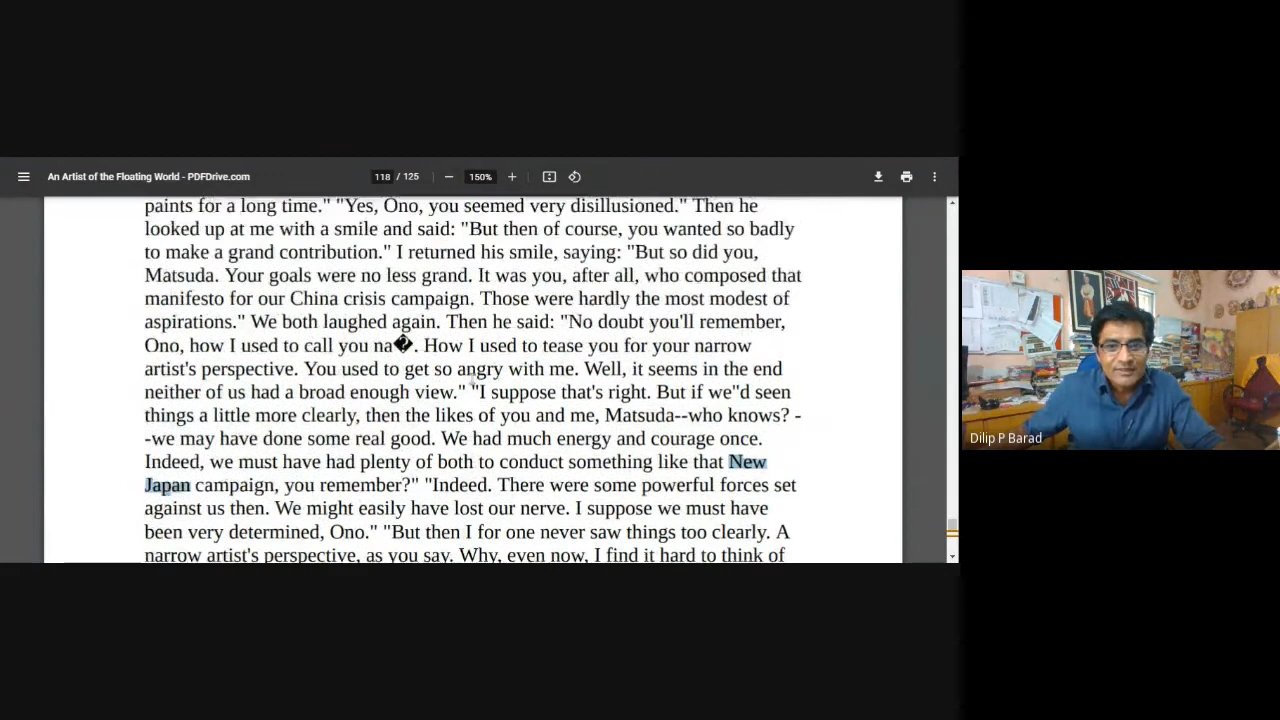 An Artist of the Floating World - PDFDrive.com
118 / 125
150%
paints for a long time." "Yes, Ono, you seemed very disillusioned." Then he
looked up at me with a smile and said: "But then of course, you wanted so badly
to make a grand contribution." I returned his smile, saying: "But so did you,
Matsuda. Your goals were no less grand. It was you, after all, who composed that
manifesto for our China crisis campaign. Those were hardly the most modest of
aspirations." We both laughed again. Then he said: "No doubt you'll remember,
Ono, how I used to call you na�. How I used to tease you for your narrow
artist's perspective. You used to get so angry with me. Well, it seems in the end
neither of us had a broad enough view." "I suppose that's right. But if we"d seen
things a little more clearly, then the likes of you and me, Matsuda--who knows? -
-we may have done some real good. We had much energy and courage once.
Indeed, we must have had plenty of both to conduct something like that New
Japan campaign, you remember?" "Indeed. There were some powerful forces set
against us then. We might easily have lost our nerve. I suppose we must have
been very determined, Ono." "But then I for one never saw things too clearly. A
narrow artist's perspective, as you say. Why, even now, I find it hard to think of
Dilip P Barad